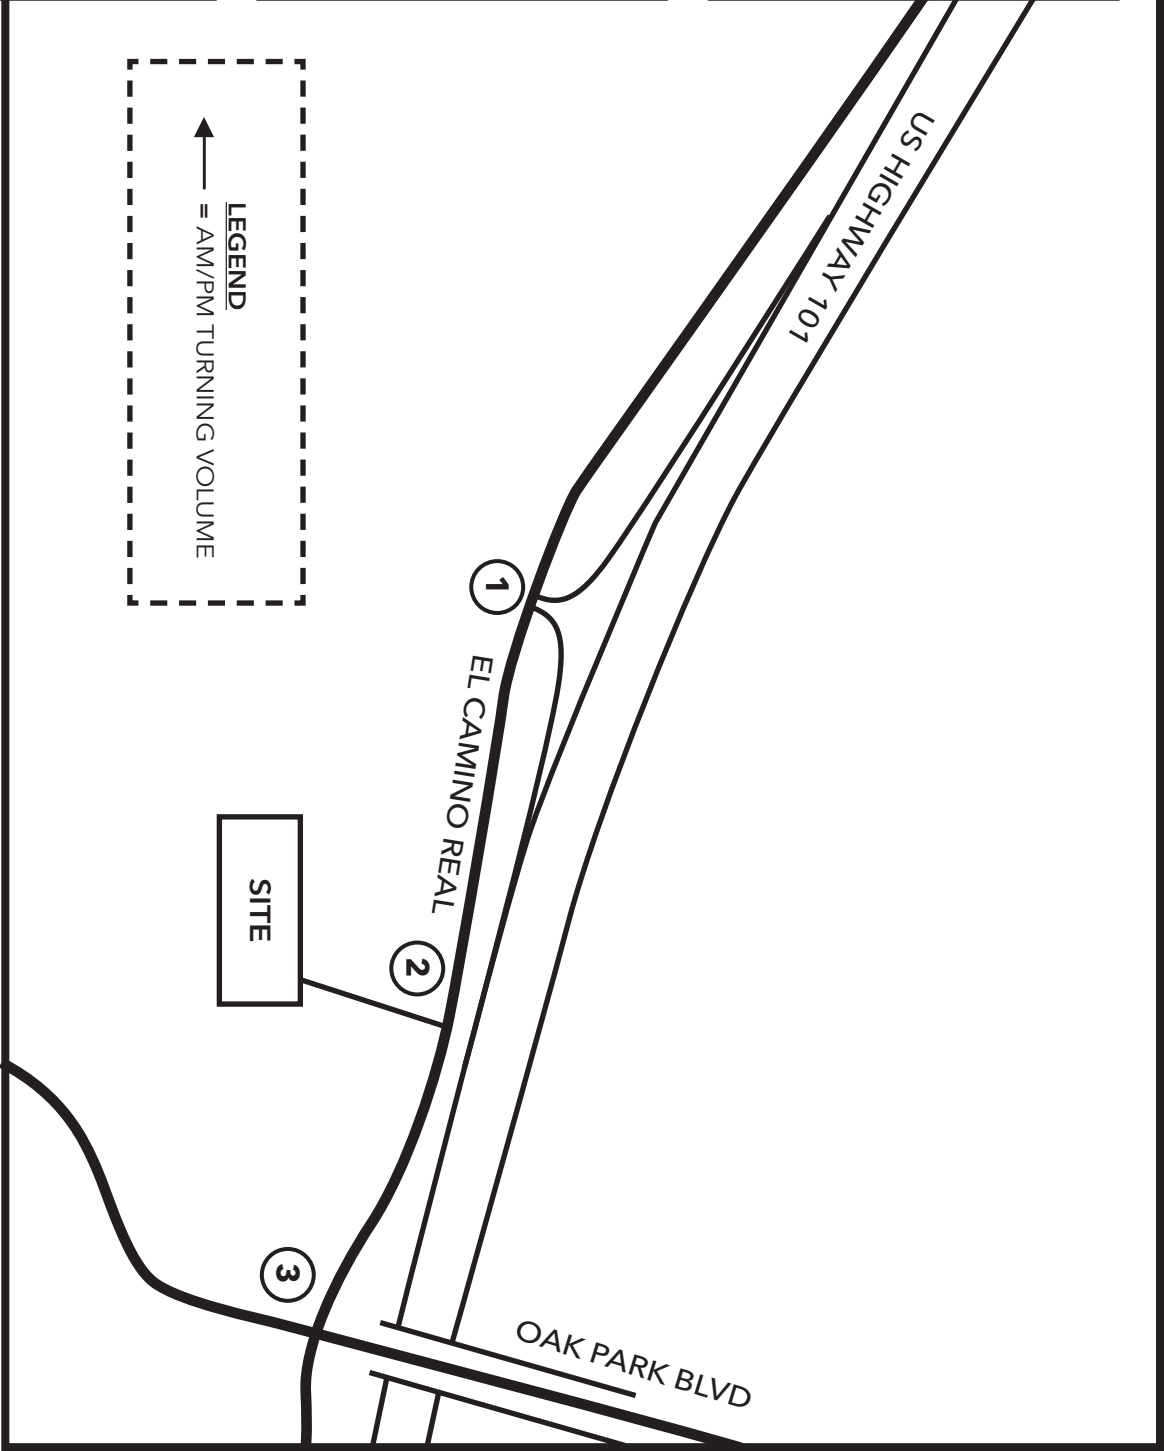 US HIGHWAY 101
LEGEND
= AM/PM TURNING VOLUME
1
EL CAMINO REAL
SITE
2
3
OAK PARK BLVD